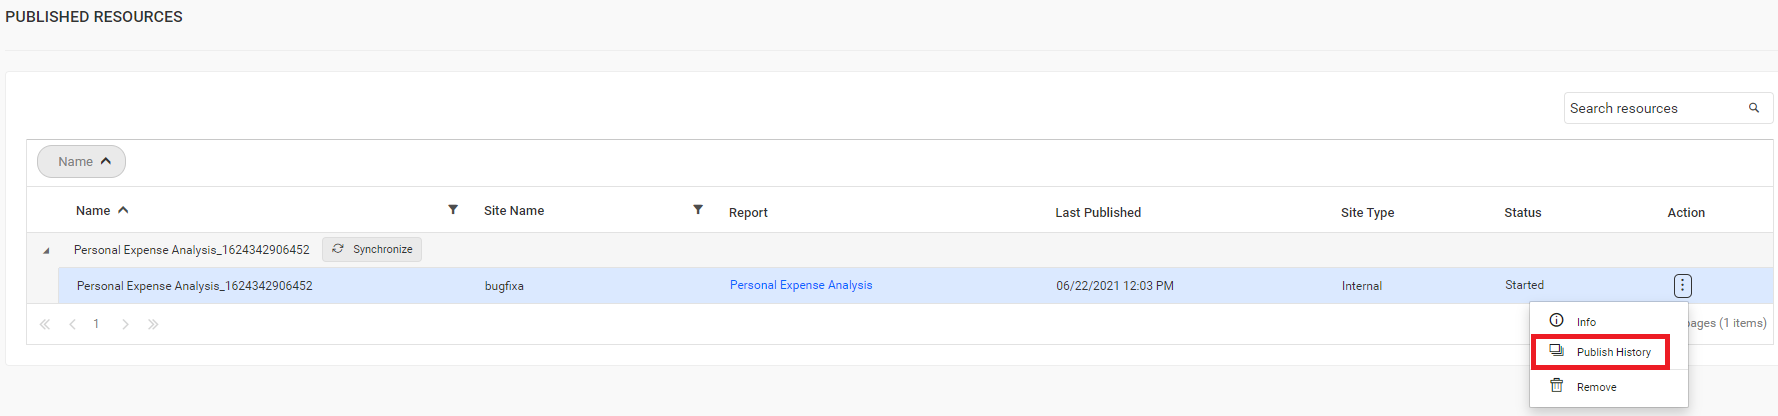 PUBLISHED RESOURCES
Search resources
Name
Name Site Name Report Last Published Site Type Status Action
Personal Expense Analysis_1624342906452 Synchronize
Personal Expense Analysis_1624342906452 bugfixa Personal Expense Analysis 06/22/2021 12:03 PM Internal Started
1 (1 items)
Info
Publish History
Remove